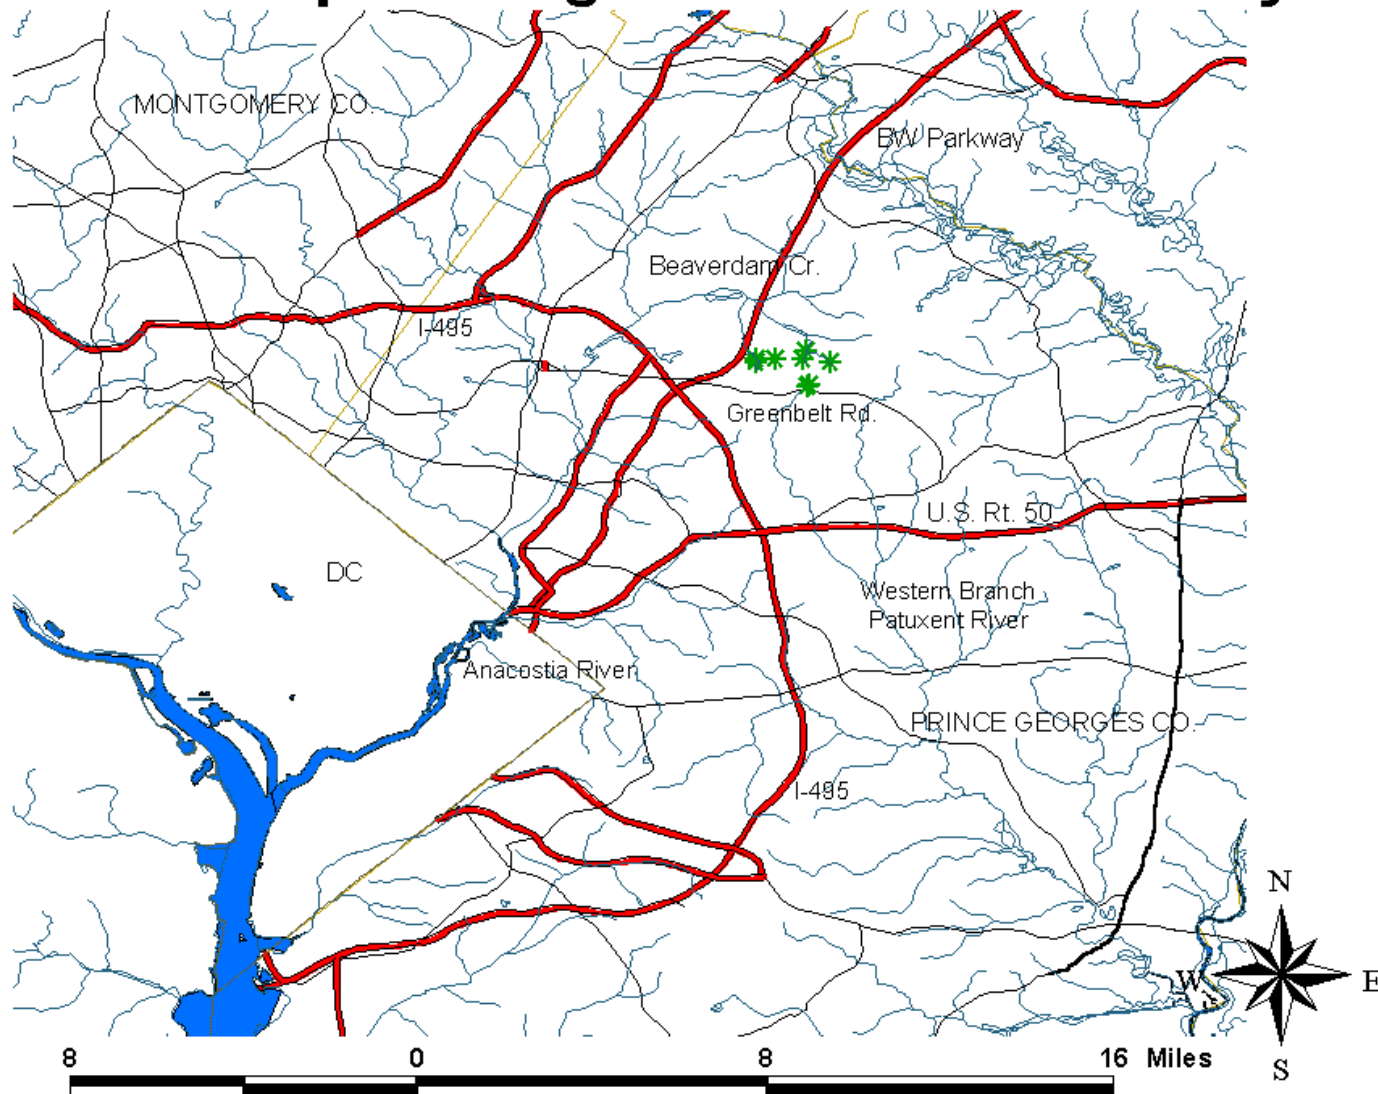 MONTGOMERY CO.
BW Parkway
Beaverdam Cr.
I-495
Greenbelt Rd.
U.S. Rt. 50
DC
Western Branch
Patuxent River
Anacostia River
PRINCE GEORGES CO.
I-495
N
W
E
S
8 0 8 16 Miles